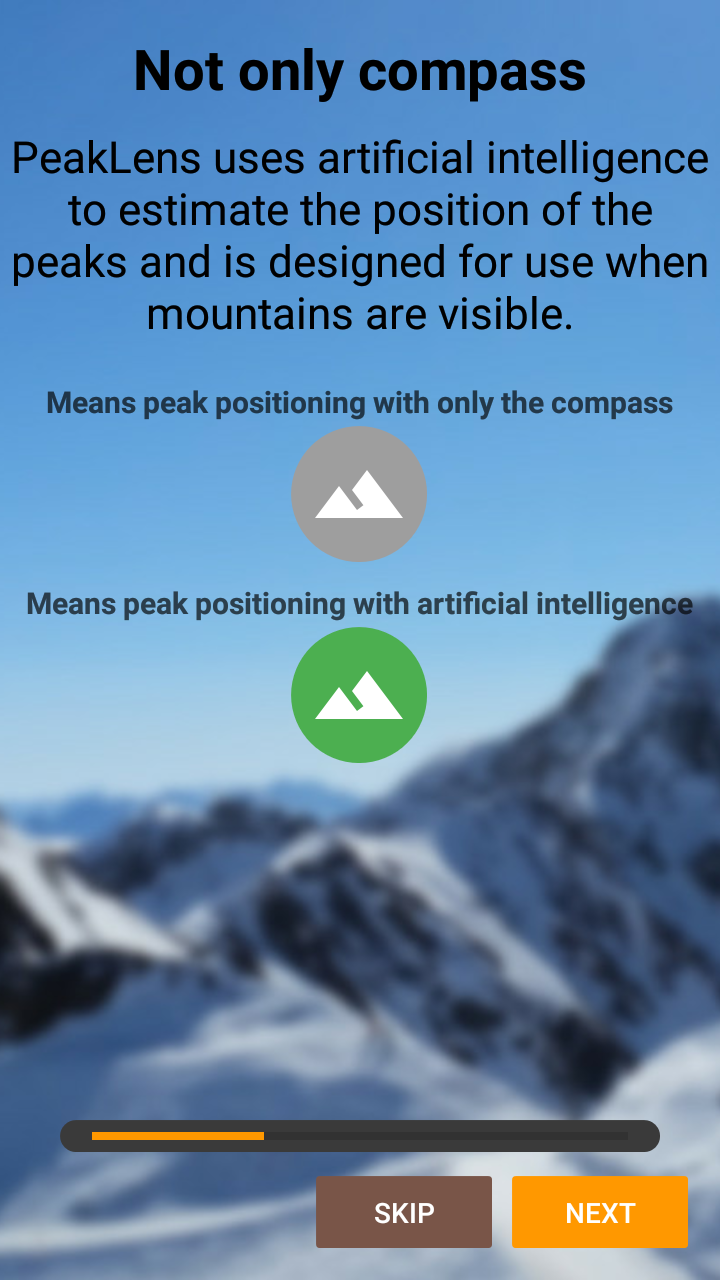 Not only compass
PeakLens uses artificial intelligence
to estimate the position of the
peaks and is designed for use when
mountains are visible.
Means peak positioning with only the compass
Means peak positioning with artificial intelligence
SKIP
NEXT